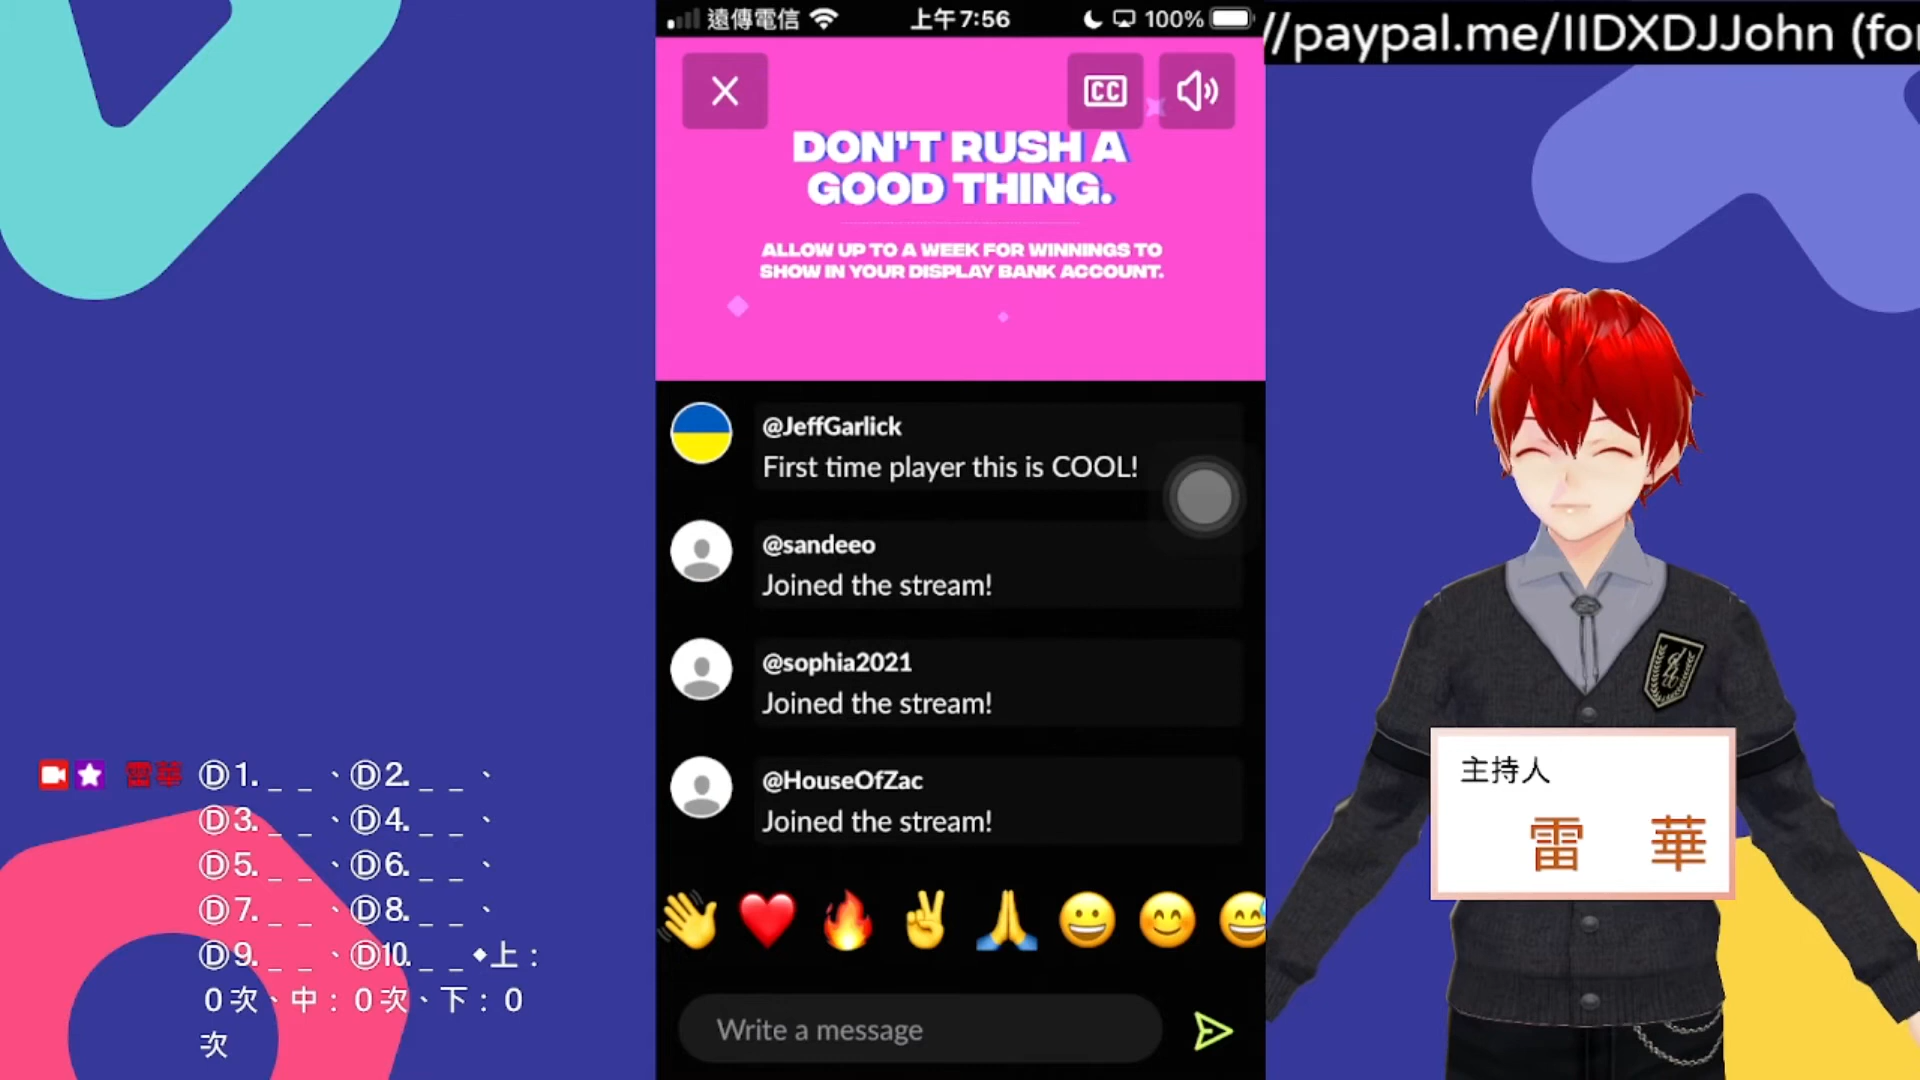 遠傳電信
上午7:56
100%
//paypal.me/IIDXDJJohn (for
CC
DON'T RUSH A
GOOD THING.
ALLOW UP TO A WEEK FOR WINNINGS TO
SHOW IN YOUR DISPLAY BANK ACCOUNT.
@JeffGarlick
First time player this is COOL!
@sandeeo
Joined the stream!
@sophia2021
Joined the stream!
@HouseOfZac
Joined the stream!
Write a message
雷華 Ⓓ1. _ _ 、Ⓓ2. _ _ 、
Ⓓ3. _ _ 、Ⓓ4. _ _ 、
Ⓓ5. _ _ 、Ⓓ6. _ _ 、
Ⓓ7. _ _ 、Ⓓ8. _ _ 、
Ⓓ9. _ _ 、Ⓓ10. _ _ ◆上：
0次、中：0次、下：0
次
主持人
雷 華